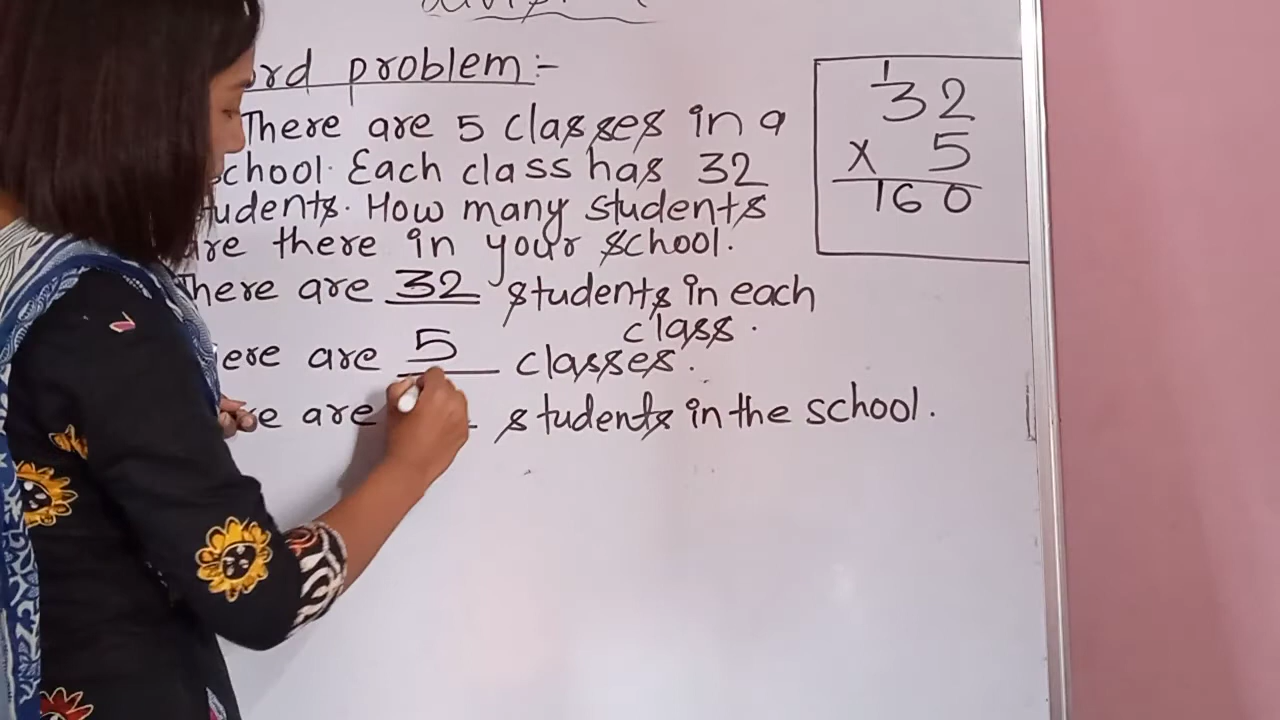 ord problem:-
There are 5 classes in a
school. Each class has 32
students. How many students
are there in your school.
There are 32 students in each
class.
ere are 5 classes.
e are students in the school.
1
32
x 5
160